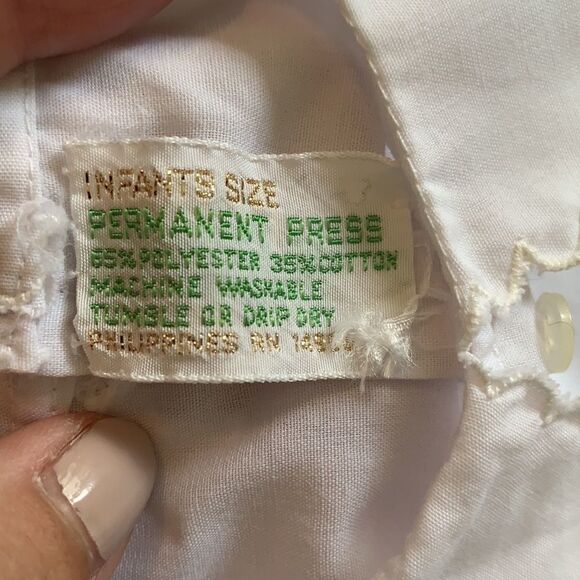 INFANTS SIZE
PERMANENT PRESS
65% POLYESTER 35% COTTON
MACHINE WASHABLE
TUMBLE OR DRIP DRY
PHILIPPINES RN